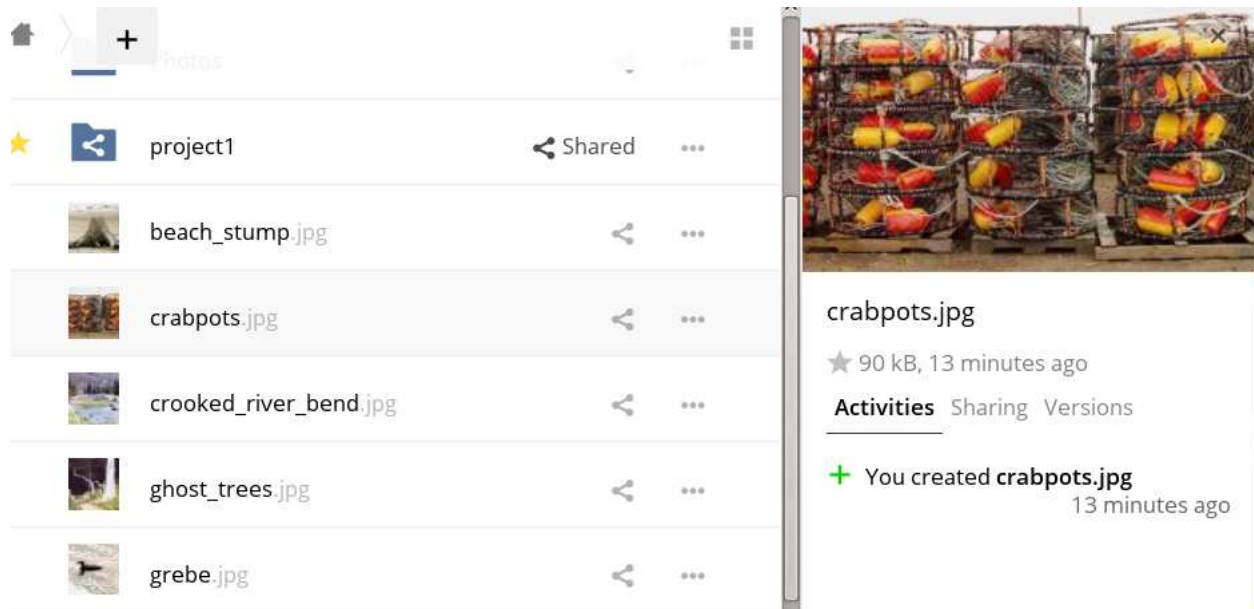 +
Photos
project1 Shared ...
beach_stump.jpg ...
crabpots.jpg ...
crooked_river_bend.jpg ...
ghost_trees.jpg ...
grebe.jpg ...
crabpots.jpg
90 kB, 13 minutes ago
Activities Sharing Versions
+ You created crabpots.jpg
13 minutes ago